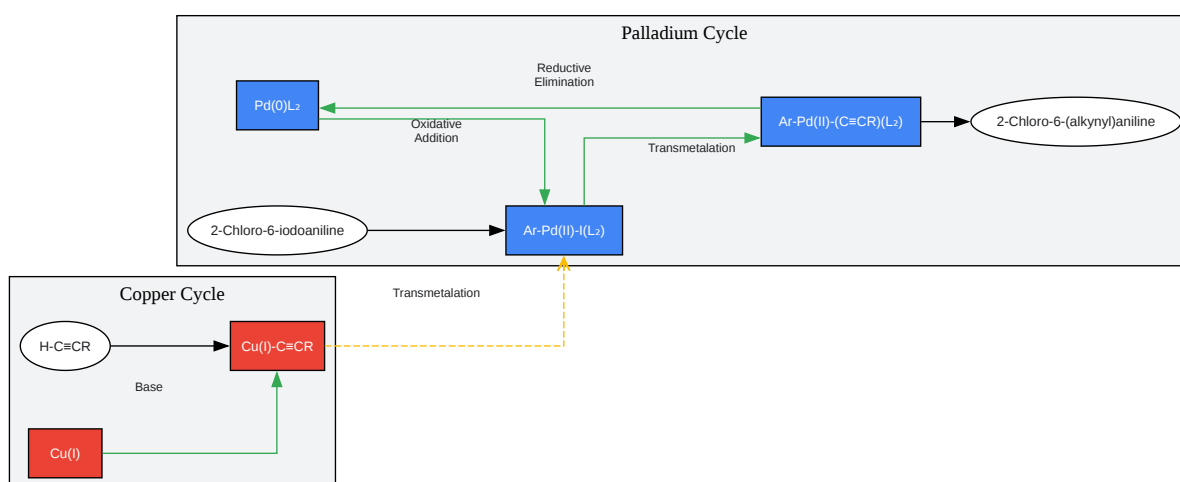 Palladium Cycle
Reductive
Elimination
Pd(0)L₂
Ar-Pd(II)-(C≡CR)(L₂)
2-Chloro-6-(alkynyl)aniline
Oxidative
Addition
Transmetalation
2-Chloro-6-iodoaniline
Ar-Pd(II)-I(L₂)
Copper Cycle
Transmetalation
H-C≡CR
Cu(I)-C≡CR
Base
Cu(I)